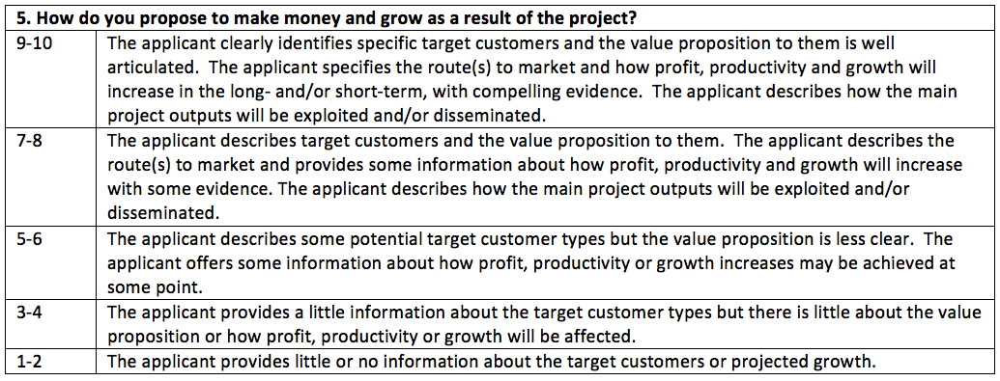 5. How do you propose to make money and grow as a result of the project?
9-10 The applicant clearly identifies specific target customers and the value proposition to them is well
articulated.  The applicant specifies the route(s) to market and how profit, productivity and growth will
increase in the long- and/or short-term, with compelling evidence.  The applicant describes how the main
project outputs will be exploited and/or disseminated.
7-8 The applicant describes target customers and the value proposition to them.  The applicant describes the
route(s) to market and provides some information about how profit, productivity and growth will increase
with some evidence. The applicant describes how the main project outputs will be exploited and/or
disseminated.
5-6 The applicant describes some potential target customer types but the value proposition is less clear.  The
applicant offers some information about how profit, productivity or growth increases may be achieved at
some point.
3-4 The applicant provides a little information about the target customer types but there is little about the value
proposition or how profit, productivity or growth will be affected.
1-2 The applicant provides little or no information about the target customers or projected growth.